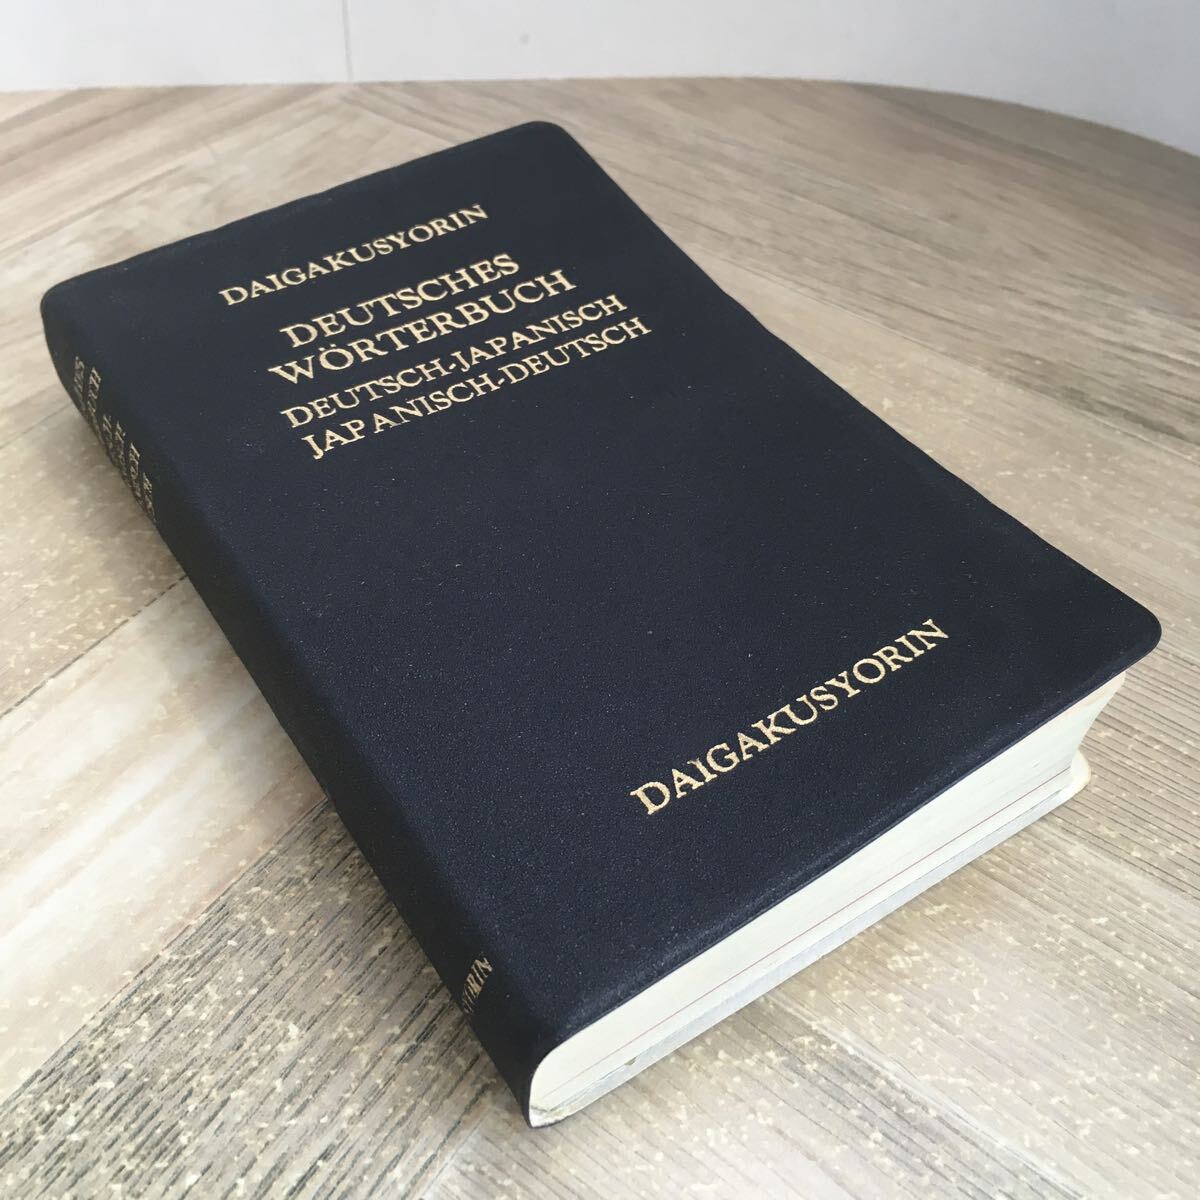 DAIGAKUSYORIN
DEUTSCHES
WÖRTERBUCH
DEUTSCH-JAPANISCH
JAPANISCH-DEUTSCH
DAIGAKUSYORIN